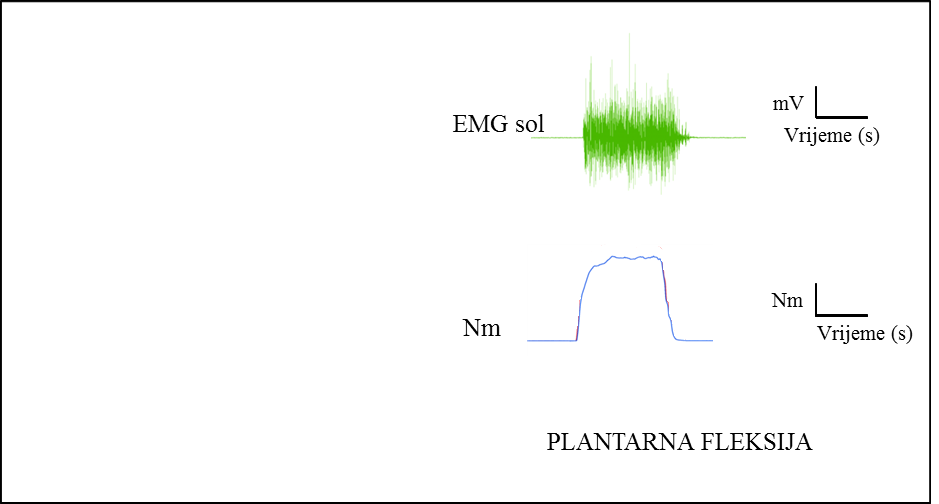 EMG sol
mV
Vrijeme (s)
Nm
Nm
Vrijeme (s)
PLANTARNA FLEKSIJA